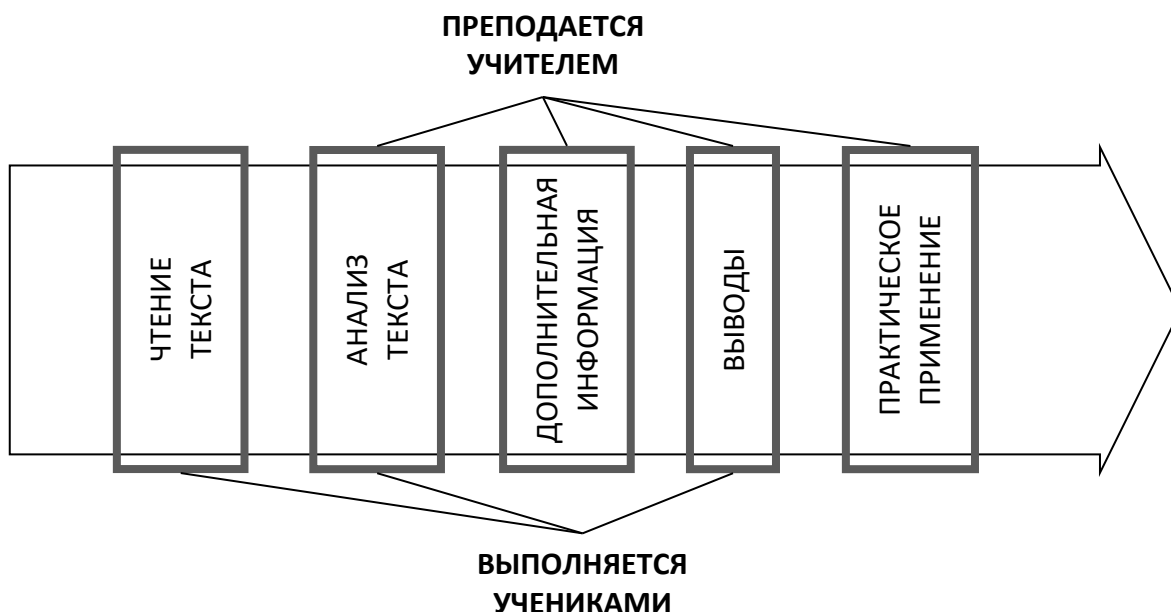 ПРЕПОДАЕТСЯ
УЧИТЕЛЕМ
ЧТЕНИЕ
ТЕКСТА
АНАЛИЗ
ТЕКСТА
ДОПОЛНИТЕЛЬНАЯ
ИНФОРМАЦИЯ
ВЫВОДЫ
ПРАКТИЧЕСКОЕ
ПРИМЕНЕНИЕ
ВЫПОЛНЯЕТСЯ
УЧЕНИКАМИ